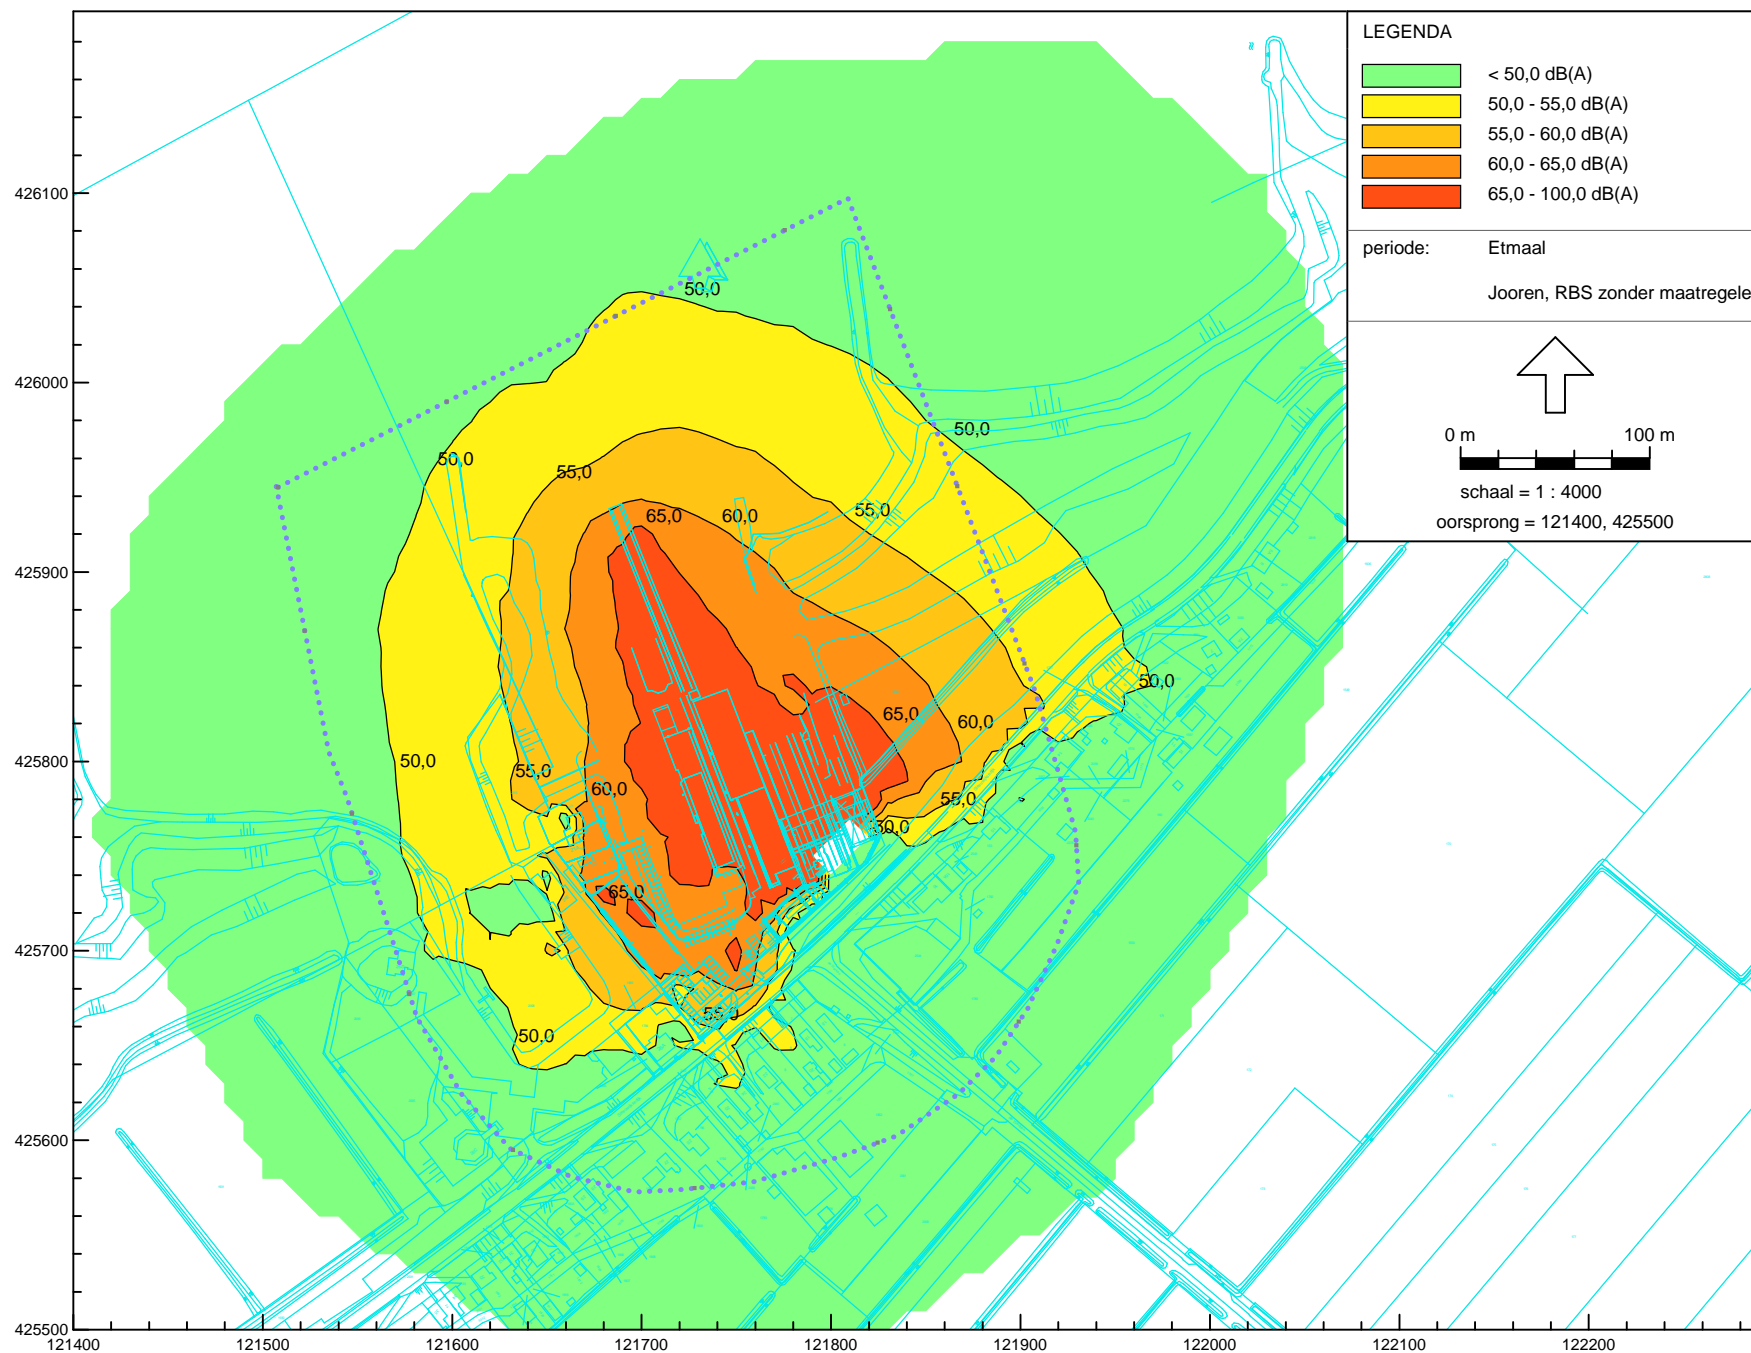 LEGENDA
< 50,0 dB(A)
50,0 - 55,0 dB(A)
55,0 - 60,0 dB(A)
60,0 - 65,0 dB(A)
65,0 - 100,0 dB(A)
periode: Etmaal
Jooren, RBS zonder maatregele
0 m 100 m
schaal = 1 : 4000
oorsprong = 121400, 425500
426100
426000
425900
425800
425700
425600
425500
121400 121500 121600 121700 121800 121900 122000 122100 122200
50,0
50,0
50,0
55,0
55,0
65,0 60,0
50,0
65,0 60,0
50,0
55,0
60,0
55,0
50,0
65,0
55,0
50,0